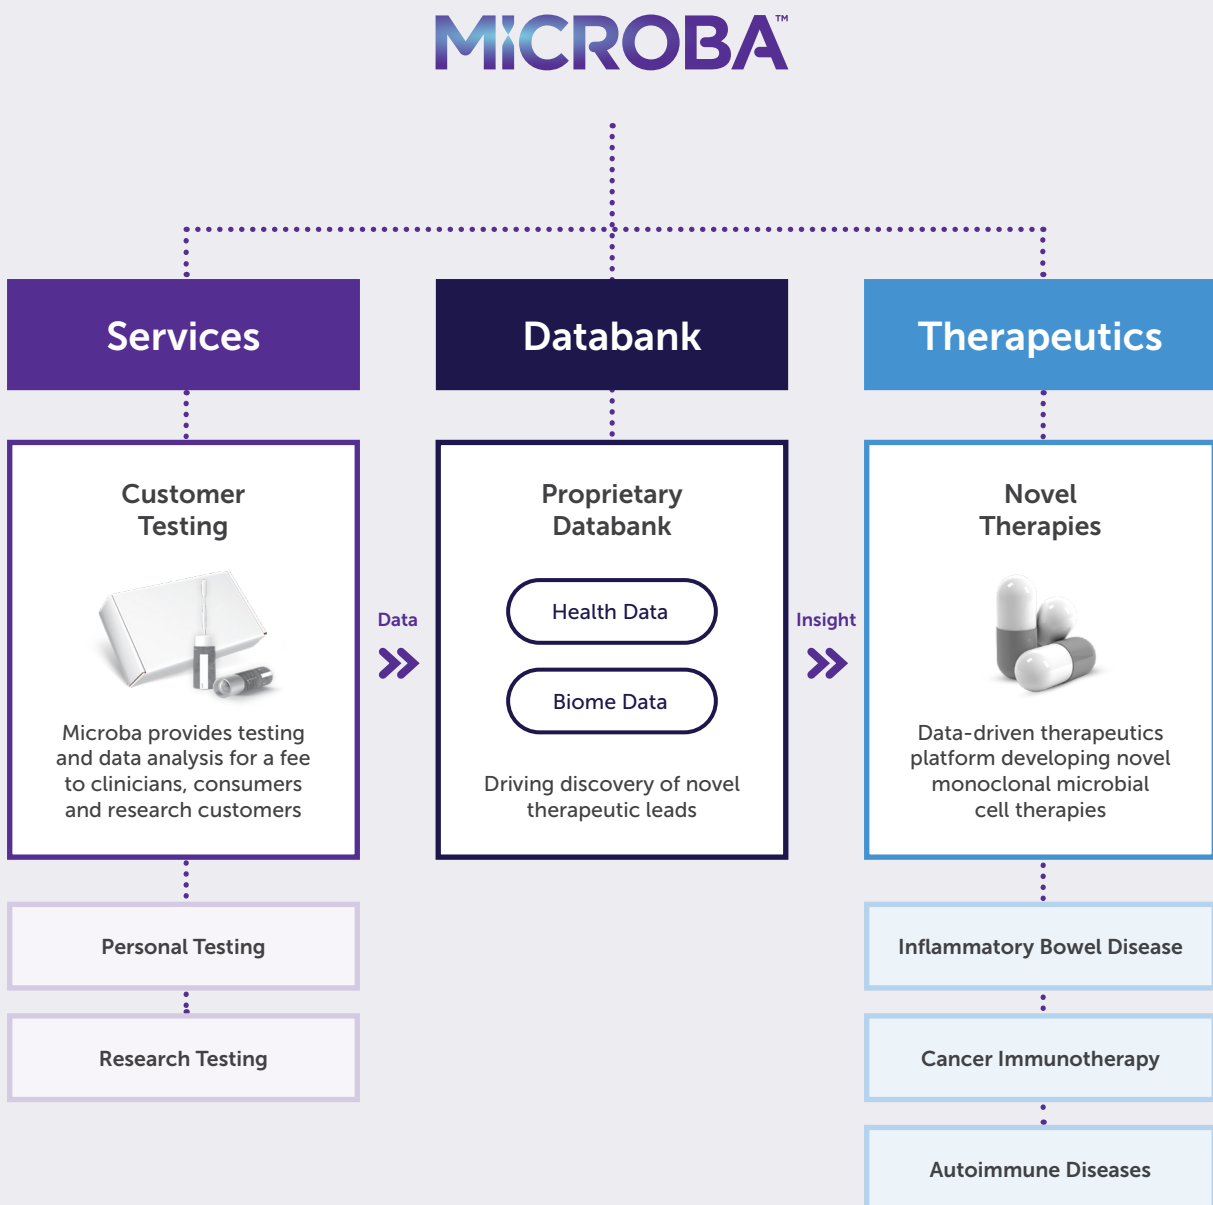 MiCROBA™
Services
Databank
Therapeutics
Customer
Testing
Microba provides testing
and data analysis for a fee
to clinicians, consumers
and research customers
Data
Proprietary
Databank
Health Data
Biome Data
Driving discovery of novel
therapeutic leads
Insight
Novel
Therapies
Data-driven therapeutics
platform developing novel
monoclonal microbial
cell therapies
Personal Testing
Research Testing
Inflammatory Bowel Disease
Cancer Immunotherapy
Autoimmune Diseases